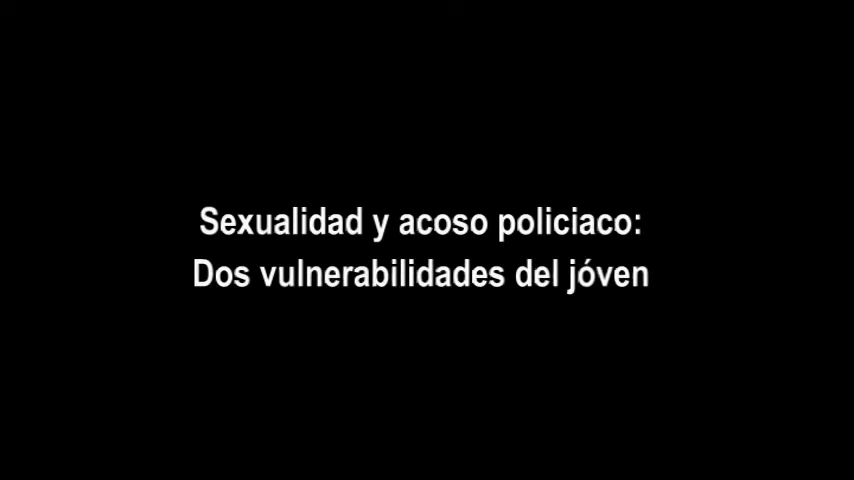 Sexualidad y acoso policiaco:
Dos vulnerabilidades del jóven